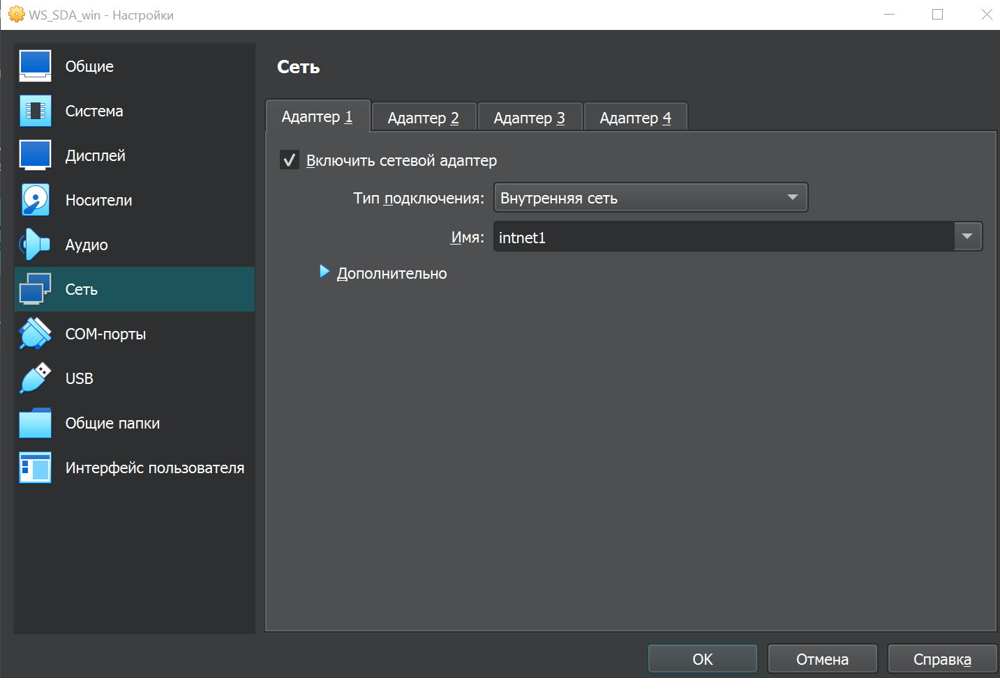 WS_SDA_win - Настройки
Общие
Система
Дисплей
Носители
Аудио
Сеть
COM-порты
USB
Общие папки
Интерфейс пользователя
Сеть
Адаптер 1 Адаптер 2 Адаптер 3 Адаптер 4
Включить сетевой адаптер
Тип подключения: Внутренняя сеть
Имя: intnet1
Дополнительно
OK Отмена Справка